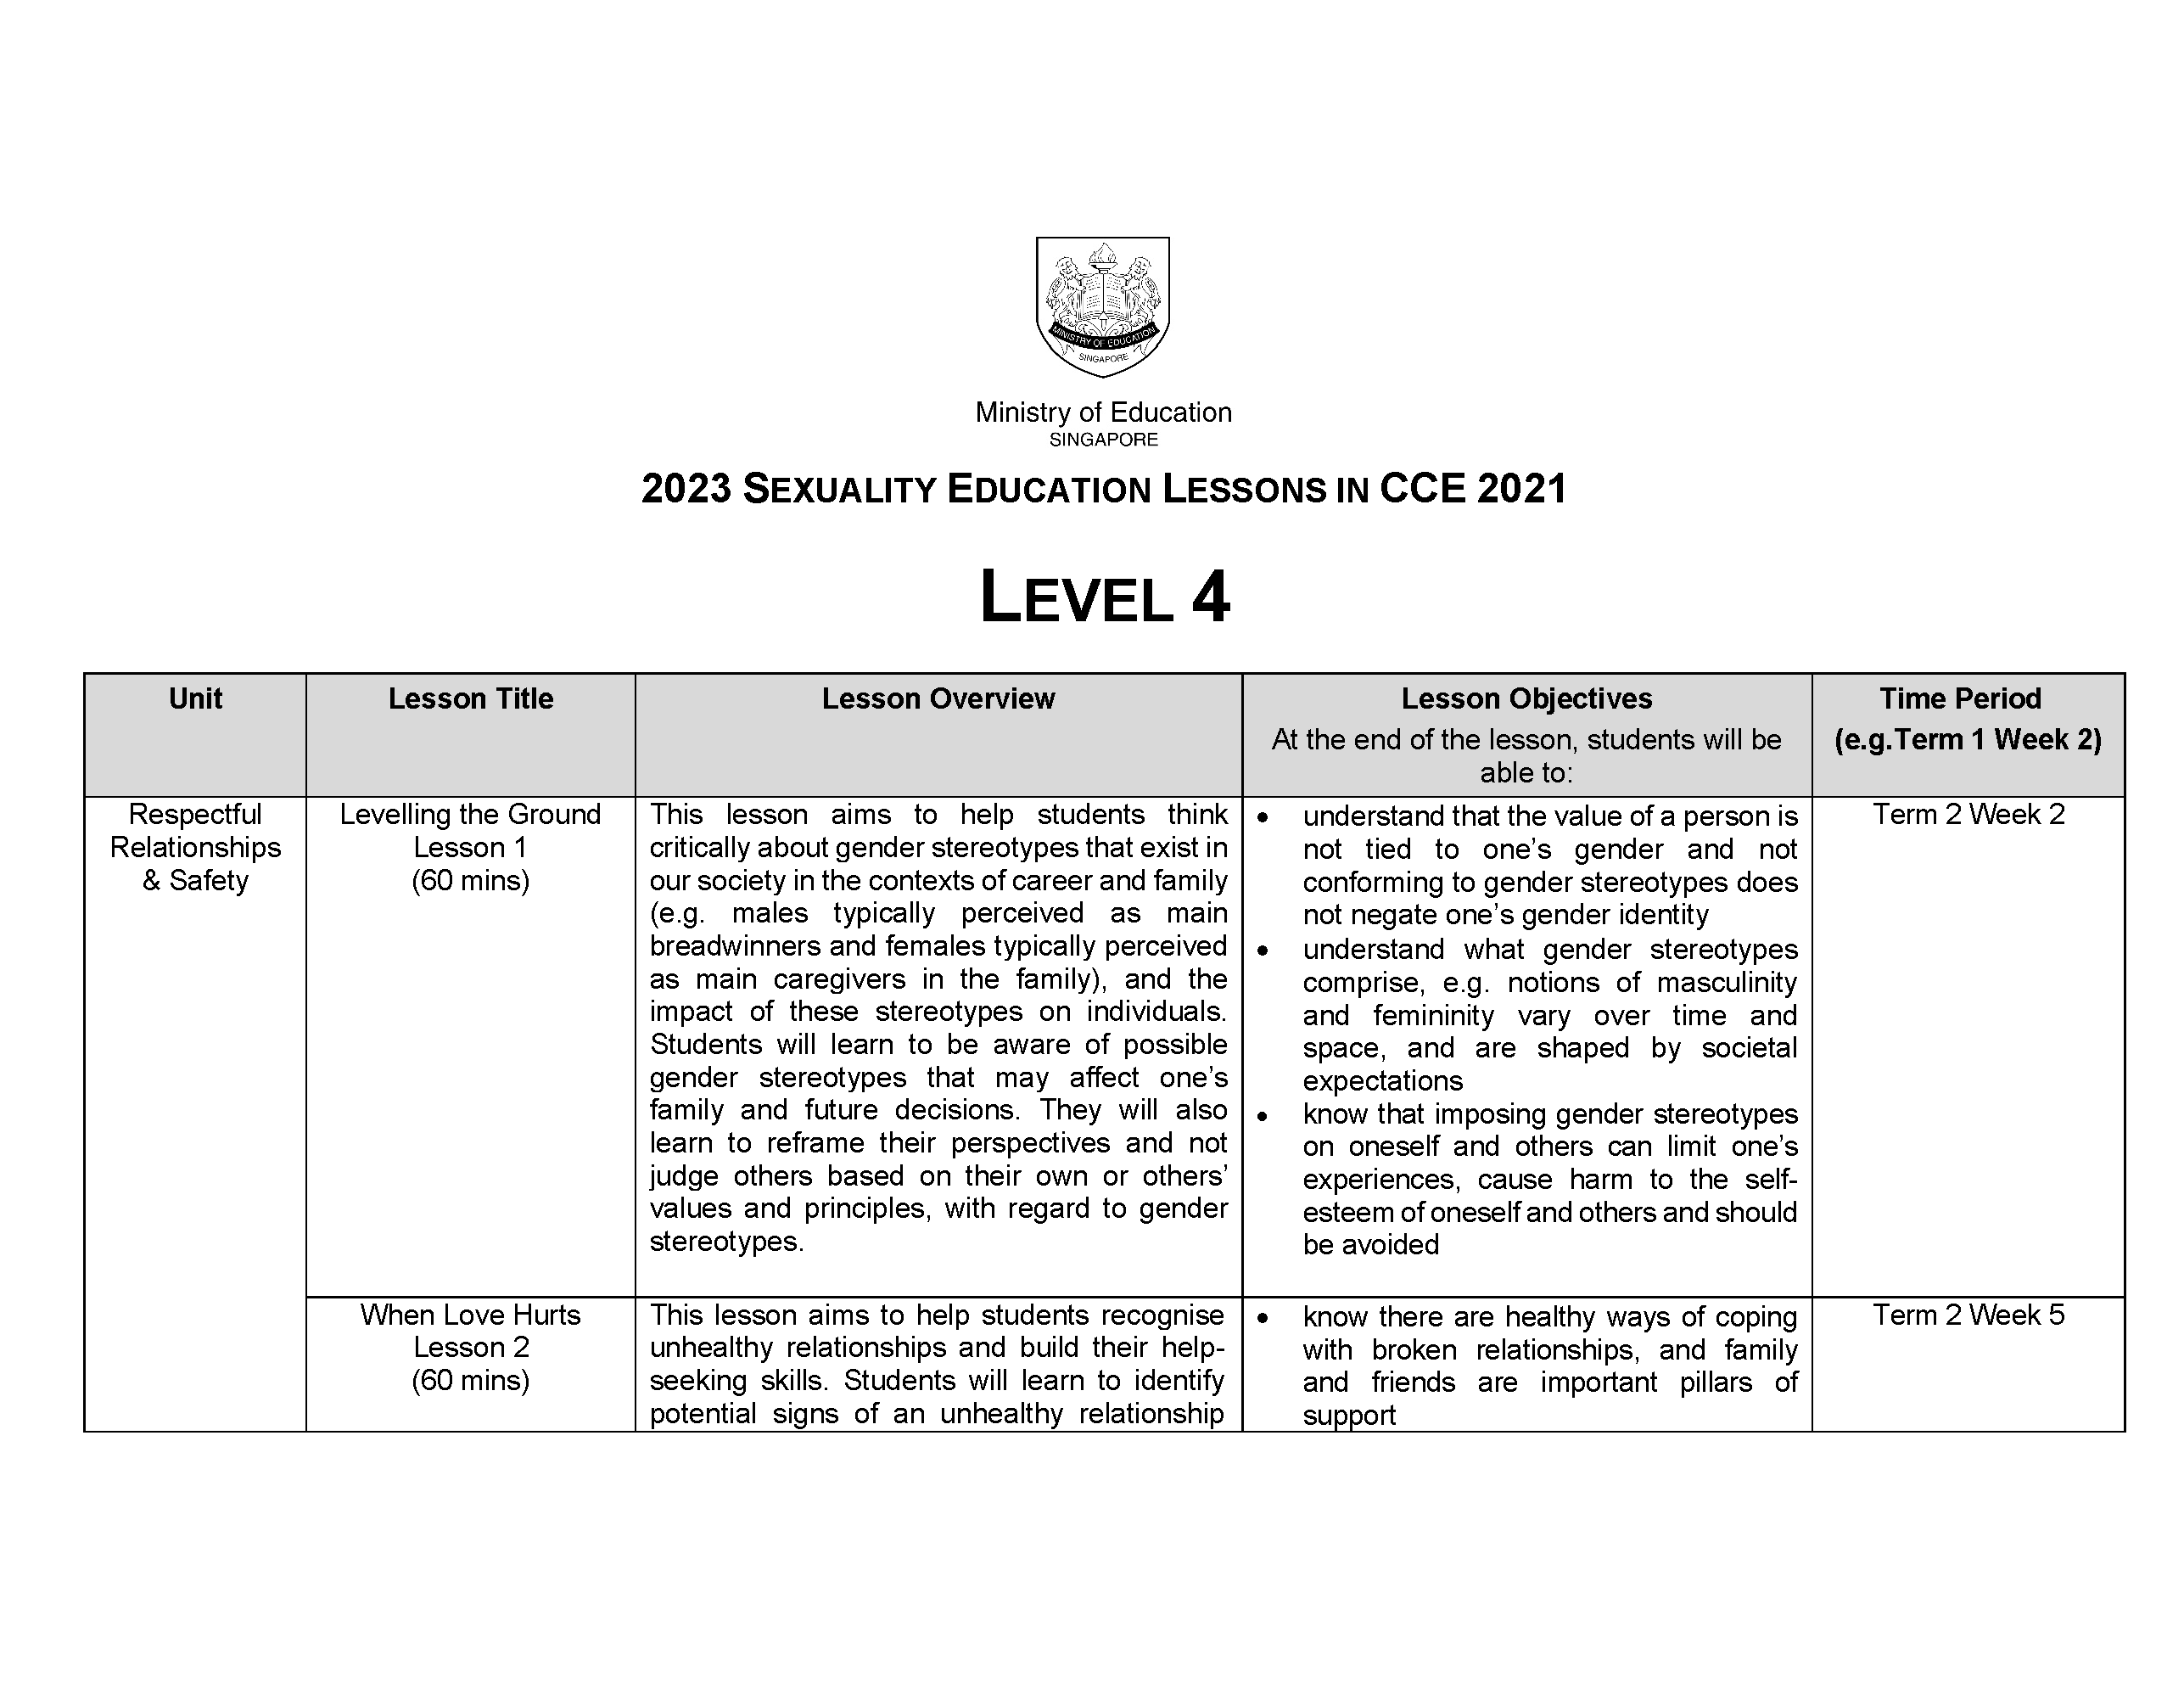 MINISTRY OF EDUCATION
SINGAPORE
Ministry of Education
SINGAPORE
2023 SEXUALITY EDUCATION LESSONS IN CCE 2021
LEVEL 4
Unit
Lesson Title
Lesson Overview
Lesson Objectives
At the end of the lesson, students will be
able to:
Time Period
(e.g.Term 1 Week 2)
Respectful
Relationships
& Safety
Levelling the Ground
Lesson 1
(60 mins)
This lesson aims to help students think
critically about gender stereotypes that exist in
our society in the contexts of career and family
(e.g. males typically perceived as main
breadwinners and females typically perceived
as main caregivers in the family), and the
impact of these stereotypes on individuals.
Students will learn to be aware of possible
gender stereotypes that may affect one’s
family and future decisions. They will also
learn to reframe their perspectives and not
judge others based on their own or others’
values and principles, with regard to gender
stereotypes.
• understand that the value of a person is
not tied to one’s gender and not
conforming to gender stereotypes does
not negate one’s gender identity
• understand what gender stereotypes
comprise, e.g. notions of masculinity
and femininity vary over time and
space, and are shaped by societal
expectations
• know that imposing gender stereotypes
on oneself and others can limit one’s
experiences, cause harm to the self-
esteem of oneself and others and should
be avoided
Term 2 Week 2
When Love Hurts
Lesson 2
(60 mins)
This lesson aims to help students recognise
unhealthy relationships and build their help-
seeking skills. Students will learn to identify
potential signs of an unhealthy relationship
• know there are healthy ways of coping
with broken relationships, and family
and friends are important pillars of
support
Term 2 Week 5